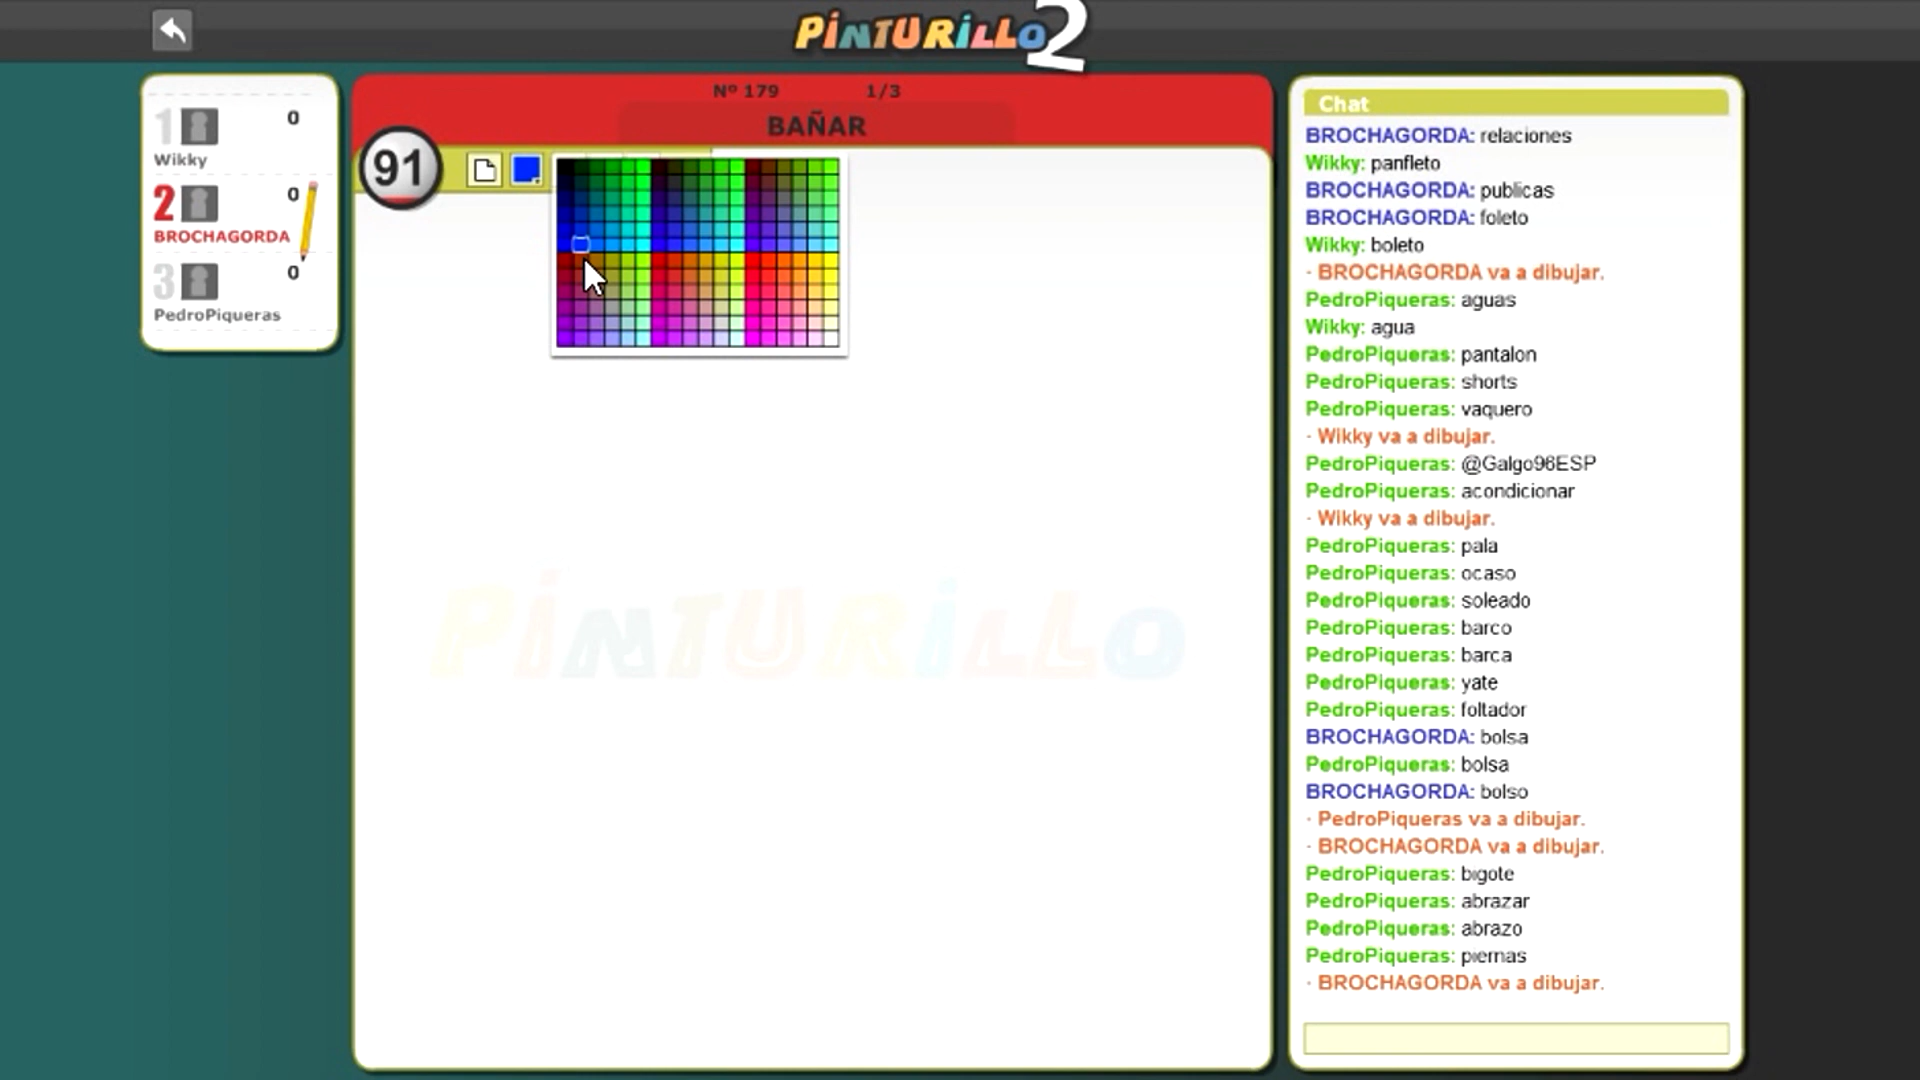 PiNTURiLLO2
Nº 179 1/3
BAÑAR
91
1 0
Wikky
2 0
BROCHAGORDA
3 0
PedroPiqueras
PiNTURiLLO
Chat
BROCHAGORDA: relaciones
Wikky: panfleto
BROCHAGORDA: publicas
BROCHAGORDA: foleto
Wikky: boleto
· BROCHAGORDA va a dibujar.
PedroPiqueras: aguas
Wikky: agua
PedroPiqueras: pantalon
PedroPiqueras: shorts
PedroPiqueras: vaquero
· Wikky va a dibujar.
PedroPiqueras: @Galgo96ESP
PedroPiqueras: acondicionar
· Wikky va a dibujar.
PedroPiqueras: pala
PedroPiqueras: ocaso
PedroPiqueras: soleado
PedroPiqueras: barco
PedroPiqueras: barca
PedroPiqueras: yate
PedroPiqueras: foltador
BROCHAGORDA: bolsa
PedroPiqueras: bolsa
BROCHAGORDA: bolso
· PedroPiqueras va a dibujar.
· BROCHAGORDA va a dibujar.
PedroPiqueras: bigote
PedroPiqueras: abrazar
PedroPiqueras: abrazo
PedroPiqueras: piernas
· BROCHAGORDA va a dibujar.